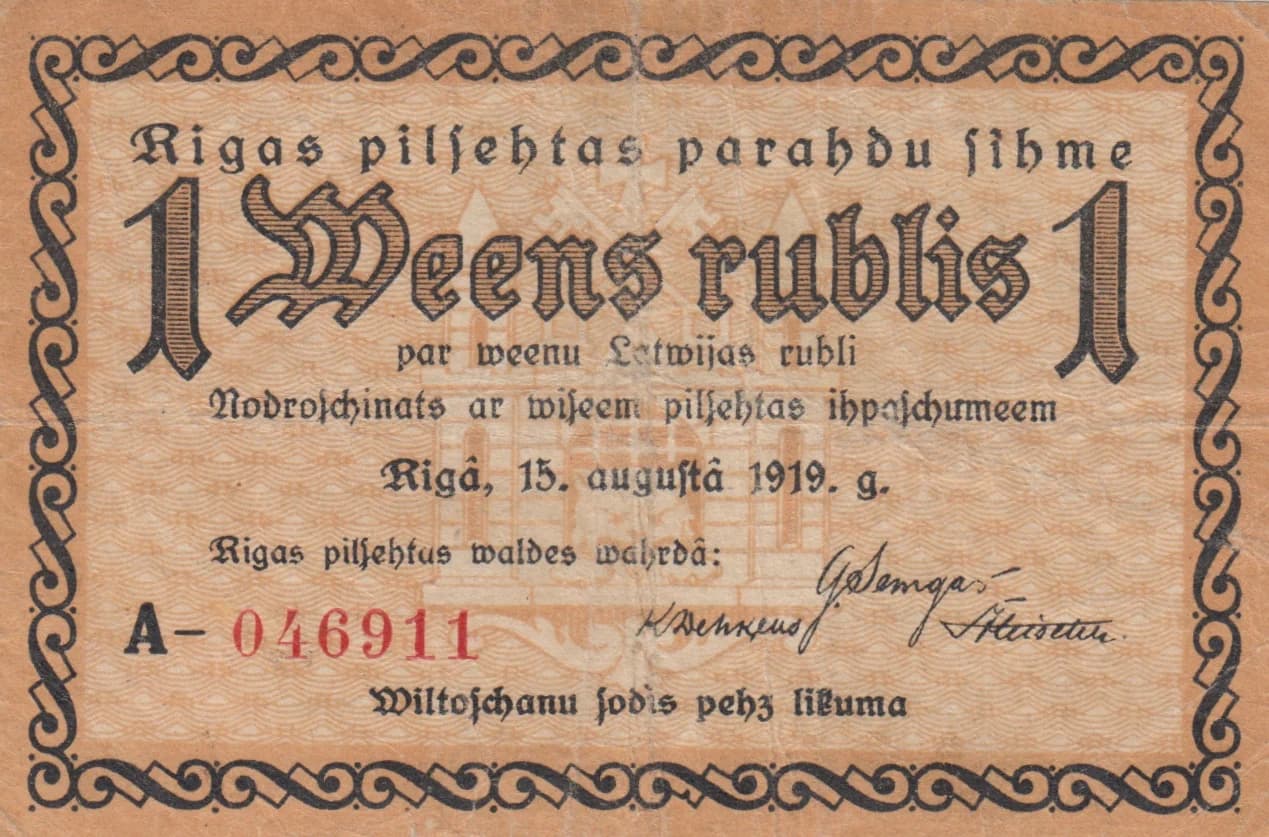 Rigas pilſehtas parahdu ſihme
1 Weens rublis 1
par weenu Latwijas rubli
Nodroſchinats ar wiſeem pilſehtas ihpaſchumeem
Rigâ, 15. auguſtâ 1919. g.
Rigas pilſehtas waldes wahrdâ:
A– 046911
Wiltoſchanu ſodis pehz likuma